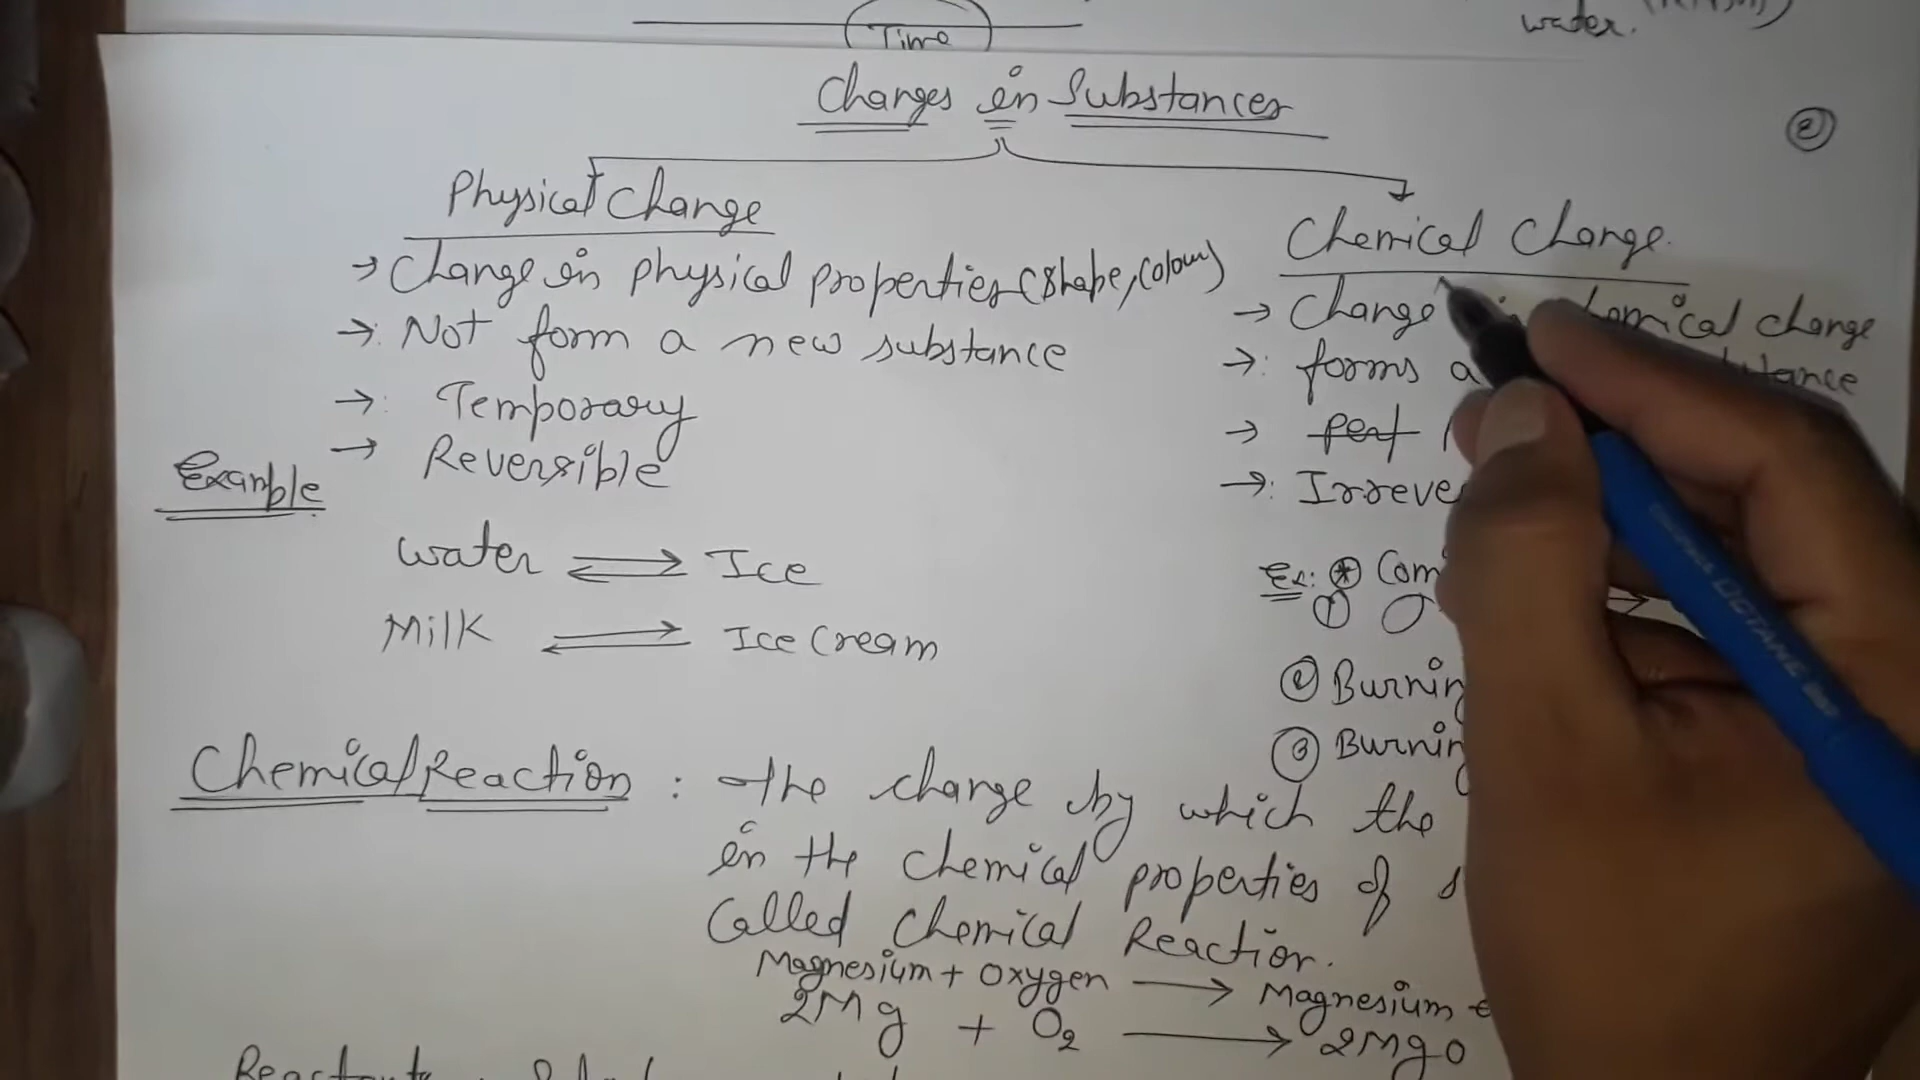 water.
Time
Changes in Substances
2
Physical Change
→ Change in physical properties (shape, colour)
→: Not form a new substance
→: Temporary
→ Reversible
Example
water ⇌ Ice
Milk ⇌ Ice Cream
Chemical Change.
→ Change chemical change
→: forms a
→ perf
→: Irreve
Ex: * Com
1
2 Burnin
3 Burnin
Chemical Reaction : The change by which the
in the chemical properties of s
Called Chemical Reaction.
Magnesium + Oxygen → Magnesium
2Mg + O₂ → 2MgO